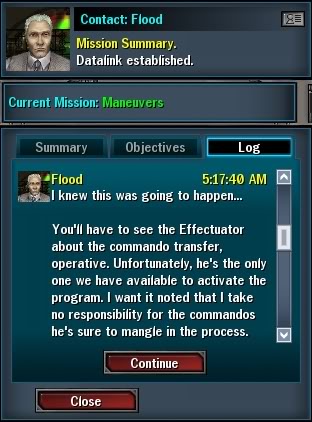 Contact: Flood
Mission Summary.
Datalink established.
Current Mission: Maneuvers
Summary
Objectives
Log
Flood 5:17:40 AM
I knew this was going to happen...
You'll have to see the Effectuator
about the commando transfer,
operative. Unfortunately, he's the only
one we have available to activate the
program. I want it noted that I take
no responsibility for the commandos
he's sure to mangle in the process.
Continue
Close